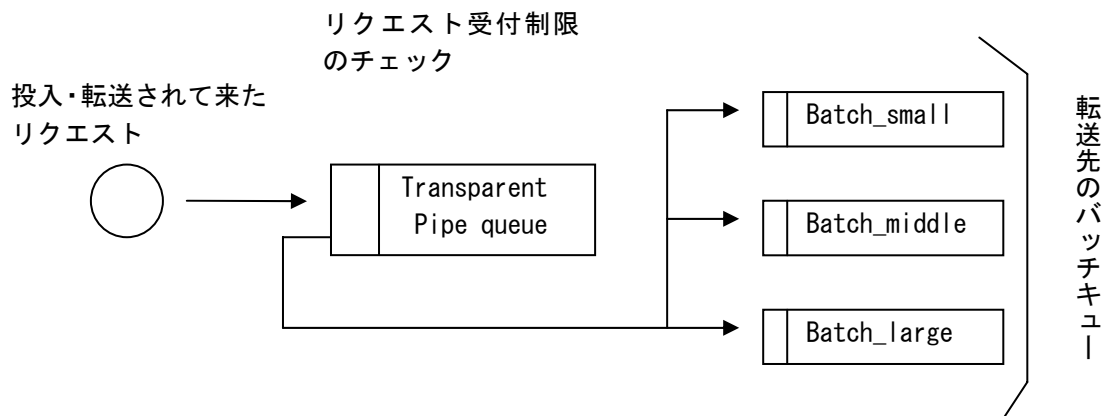 リクエスト受付制限
のチェック
投入・転送されて来た
リクエスト
Transparent
Pipe queue
Batch_small
Batch_middle
Batch_large
転送先のバッチキュー